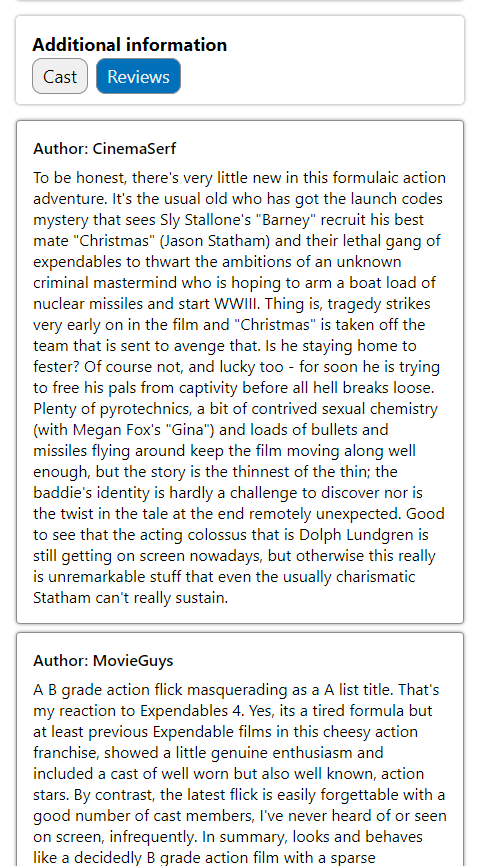 Additional information
Cast Reviews
Author: CinemaSerf
To be honest, there's very little new in this formulaic action
adventure. It's the usual old who has got the launch codes
mystery that sees Sly Stallone's "Barney" recruit his best
mate "Christmas" (Jason Statham) and their lethal gang of
expendables to thwart the ambitions of an unknown
criminal mastermind who is hoping to arm a boat load of
nuclear missiles and start WWIII. Thing is, tragedy strikes
very early on in the film and "Christmas" is taken off the
team that is sent to avenge that. Is he staying home to
fester? Of course not, and lucky too - for soon he is trying
to free his pals from captivity before all hell breaks loose.
Plenty of pyrotechnics, a bit of contrived sexual chemistry
(with Megan Fox's "Gina") and loads of bullets and
missiles flying around keep the film moving along well
enough, but the story is the thinnest of the thin; the
baddie's identity is hardly a challenge to discover nor is
the twist in the tale at the end remotely unexpected. Good
to see that the acting colossus that is Dolph Lundgren is
still getting on screen nowadays, but otherwise this really
is unremarkable stuff that even the usually charismatic
Statham can't really sustain.
Author: MovieGuys
A B grade action flick masquerading as a A list title. That's
my reaction to Expendables 4. Yes, its a tired formula but
at least previous Expendable films in this cheesy action
franchise, showed a little genuine enthusiasm and
included a cast of well worn but also well known, action
stars. By contrast, the latest flick is easily forgettable with a
good number of cast members, I've never heard of or seen
on screen, infrequently. In summary, looks and behaves
like a decidedly B grade action film with a sparse